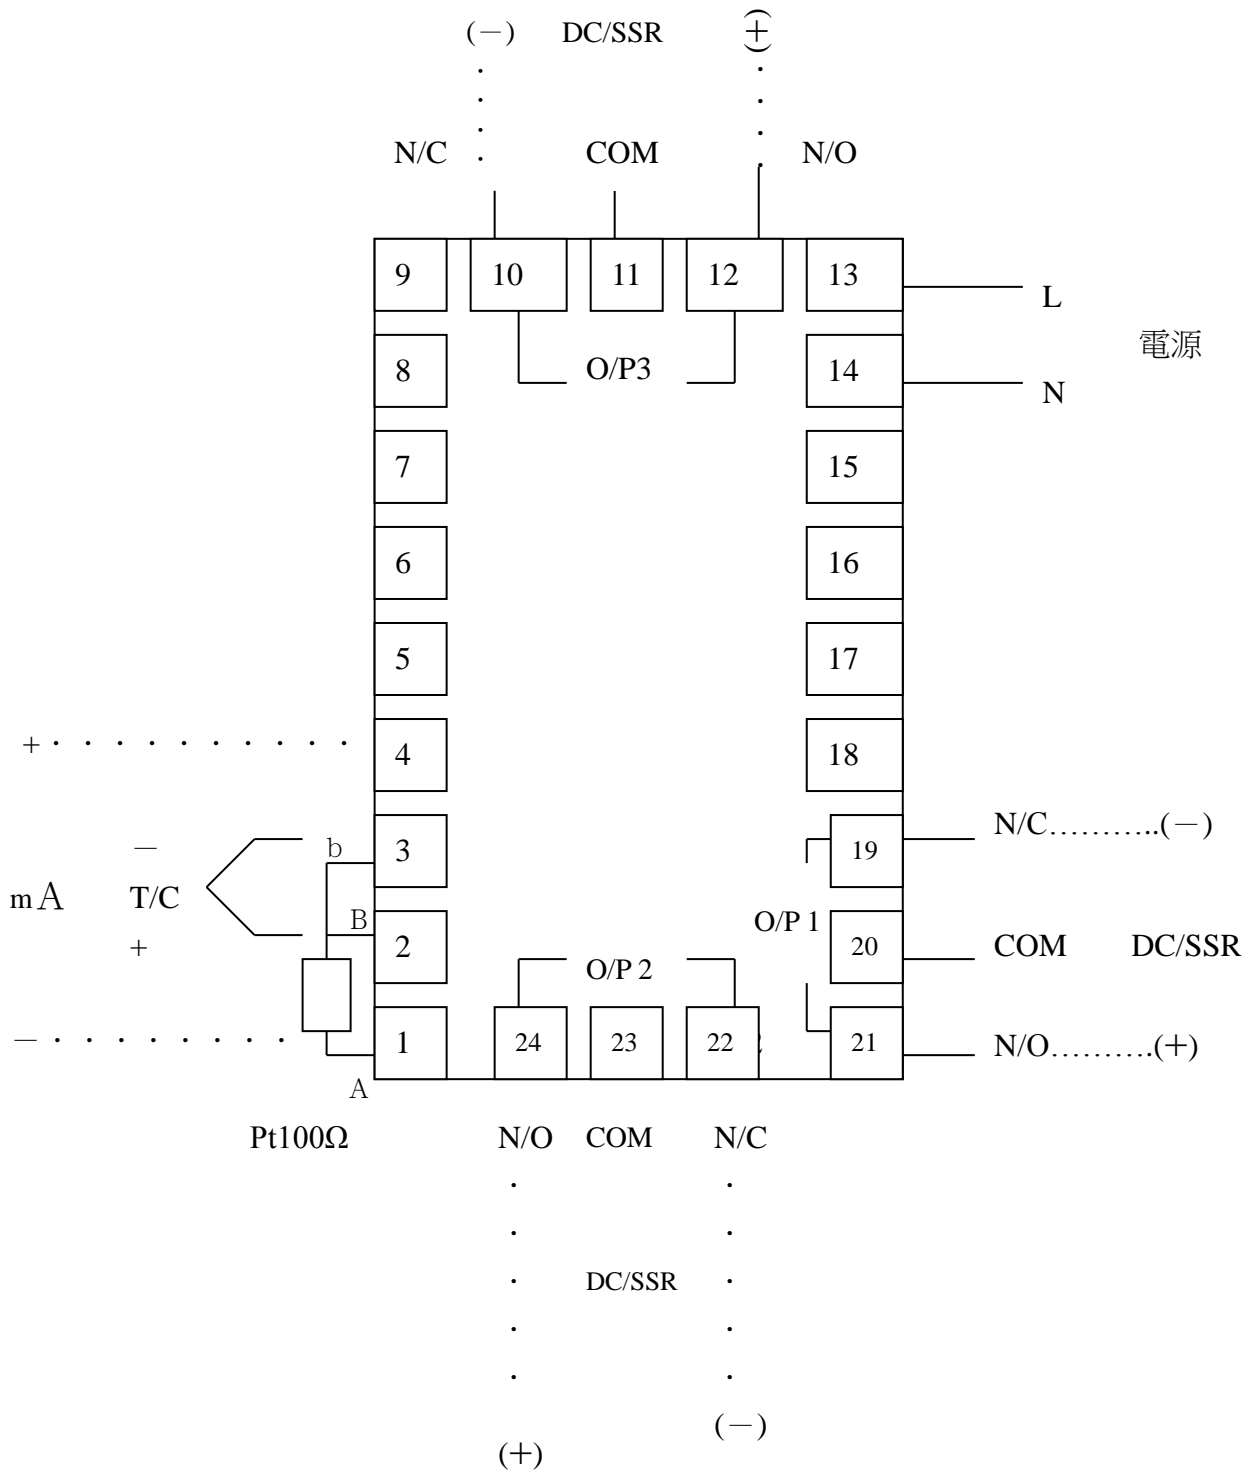 (－) DC/SSR (＋)
N/C COM N/O
9 10 11 12 13
L
電源
8 O/P3 14
N
7 15
6 16
5 17
+ 4 18
N/C………..(－)
－ b 3 19
mA T/C B O/P 1
+ 2 20 COM DC/SSR
O/P 2
－ 1 24 23 22 21 N/O……….(＋)
A
Pt100Ω N/O COM N/C
DC/SSR
(－)
(＋)